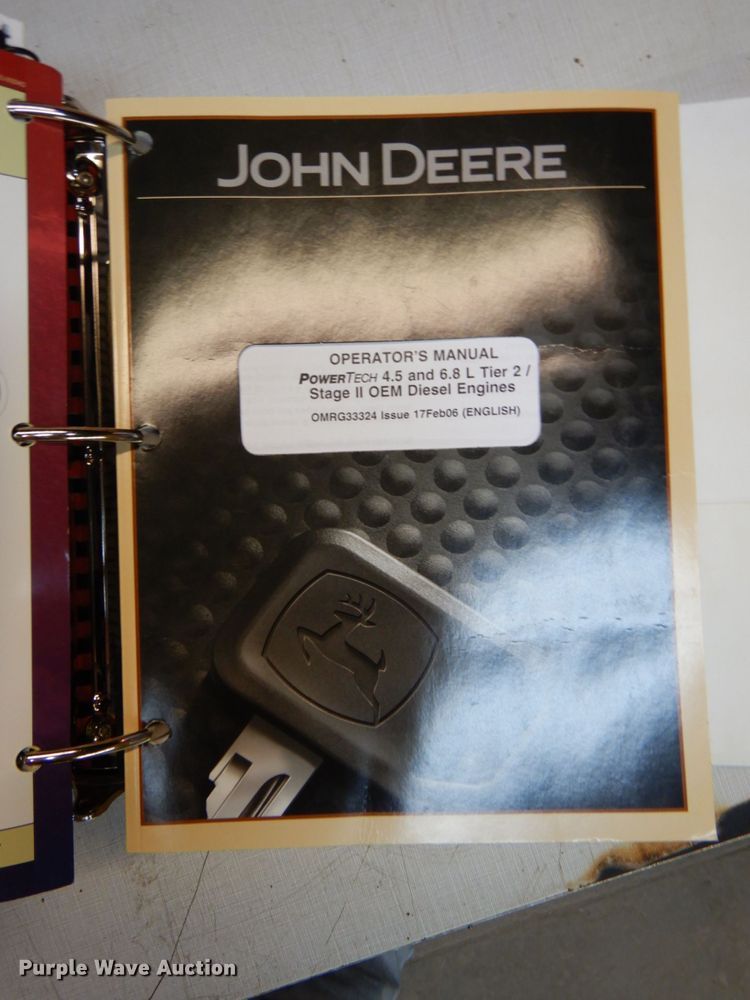 JOHN DEERE
OPERATOR'S MANUAL
POWERTECH 4.5 and 6.8 L Tier 2 /
Stage II OEM Diesel Engines
OMRG33324 Issue 17Feb06 (ENGLISH)
Purple Wave Auction